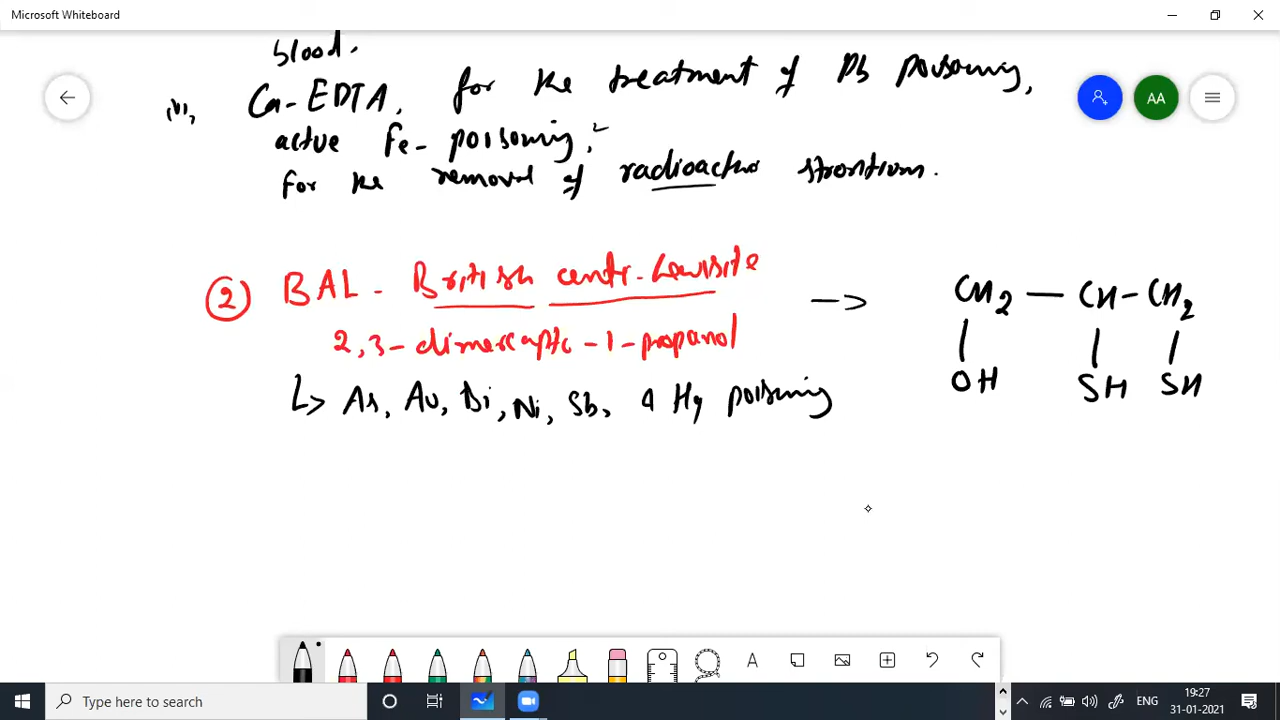 Microsoft Whiteboard
blood.
Ca-EDTA, for the treatment of Pb poisoning,
active Fe-poisoning,
for the removal of radioactive strontium.
AA
② BAL - British anti-Lewisite
2,3-dimercapto-1-propanol
As, Au, Bi, Ni, Sb, & Hg poisoning
→ CH2 — CH - CH2
OH SH SH
Type here to search
ENG
19:27
31-01-2021